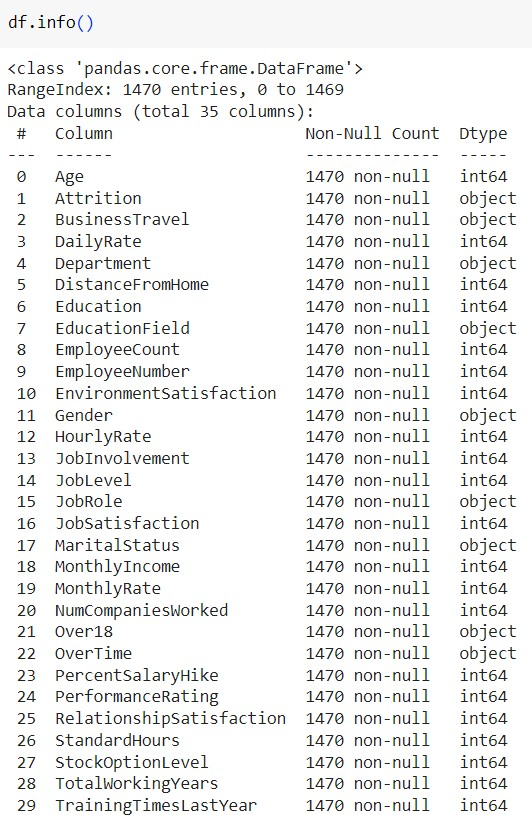 df.info()
<class 'pandas.core.frame.DataFrame'>
RangeIndex: 1470 entries, 0 to 1469
Data columns (total 35 columns):
 #   Column                    Non-Null Count  Dtype
---  ------                    --------------  -----
 0   Age                       1470 non-null   int64
 1   Attrition                 1470 non-null   object
 2   BusinessTravel            1470 non-null   object
 3   DailyRate                 1470 non-null   int64
 4   Department                1470 non-null   object
 5   DistanceFromHome          1470 non-null   int64
 6   Education                 1470 non-null   int64
 7   EducationField            1470 non-null   object
 8   EmployeeCount             1470 non-null   int64
 9   EmployeeNumber            1470 non-null   int64
 10  EnvironmentSatisfaction   1470 non-null   int64
 11  Gender                    1470 non-null   object
 12  HourlyRate                1470 non-null   int64
 13  JobInvolvement            1470 non-null   int64
 14  JobLevel                  1470 non-null   int64
 15  JobRole                   1470 non-null   object
 16  JobSatisfaction           1470 non-null   int64
 17  MaritalStatus             1470 non-null   object
 18  MonthlyIncome             1470 non-null   int64
 19  MonthlyRate               1470 non-null   int64
 20  NumCompaniesWorked        1470 non-null   int64
 21  Over18                    1470 non-null   object
 22  OverTime                  1470 non-null   object
 23  PercentSalaryHike         1470 non-null   int64
 24  PerformanceRating         1470 non-null   int64
 25  RelationshipSatisfaction  1470 non-null   int64
 26  StandardHours             1470 non-null   int64
 27  StockOptionLevel          1470 non-null   int64
 28  TotalWorkingYears         1470 non-null   int64
 29  TrainingTimesLastYear     1470 non-null   int64